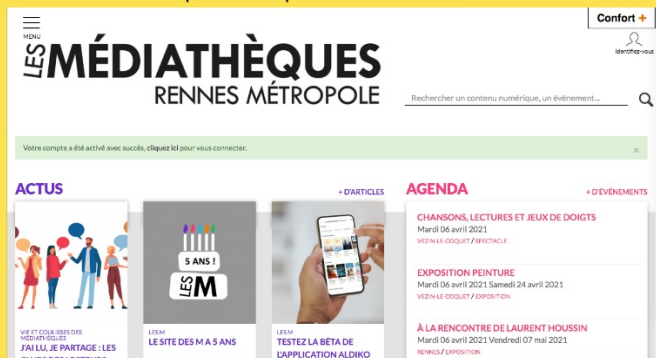 MENU
Confort +
Identifiez-vous
LES MÉDIATHÈQUES
RENNES MÉTROPOLE
Rechercher un contenu numérique, un événement...
Votre compte a été activé avec succès, cliquez ici pour vous connecter.
×
ACTUS
+ D'ARTICLES
5 ANS !
LES M
VIE ET COULISSES DES
MÉDIATHÈQUES
J'AI LU, JE PARTAGE : LES
LES M
LE SITE DES M A 5 ANS
LES M
TESTEZ LA BÊTA DE
L'APPLICATION ALDIKO
AGENDA
+ D'ÉVÉNEMENTS
CHANSONS, LECTURES ET JEUX DE DOIGTS
Mardi 06 avril 2021
VEZIN-LE-COQUET / SPECTACLE
EXPOSITION PEINTURE
Mardi 06 avril 2021 Samedi 24 avril 2021
VEZIN-LE-COQUET / EXPOSITION
À LA RENCONTRE DE LAURENT HOUSSIN
Mardi 06 avril 2021 Vendredi 07 mai 2021
RENNES / EXPOSITION